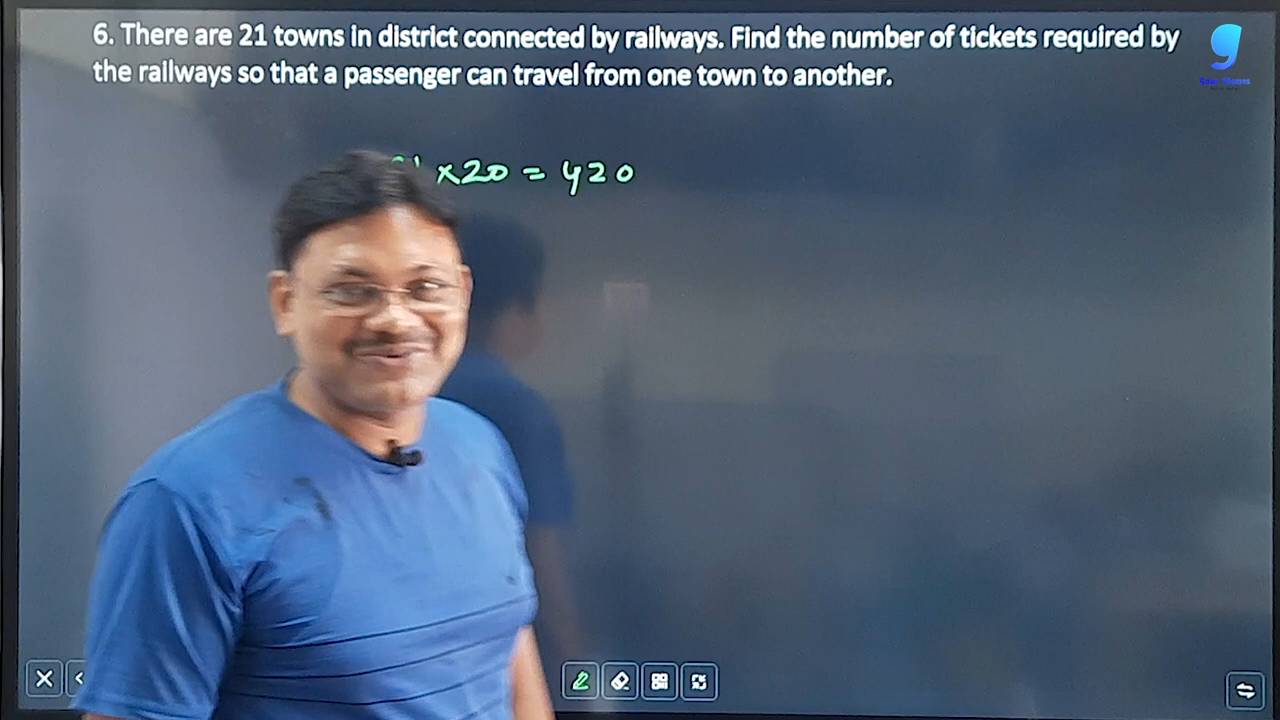 6. There are 21 towns in district connected by railways. Find the number of tickets required by
the railways so that a passenger can travel from one town to another.
×20 = 420